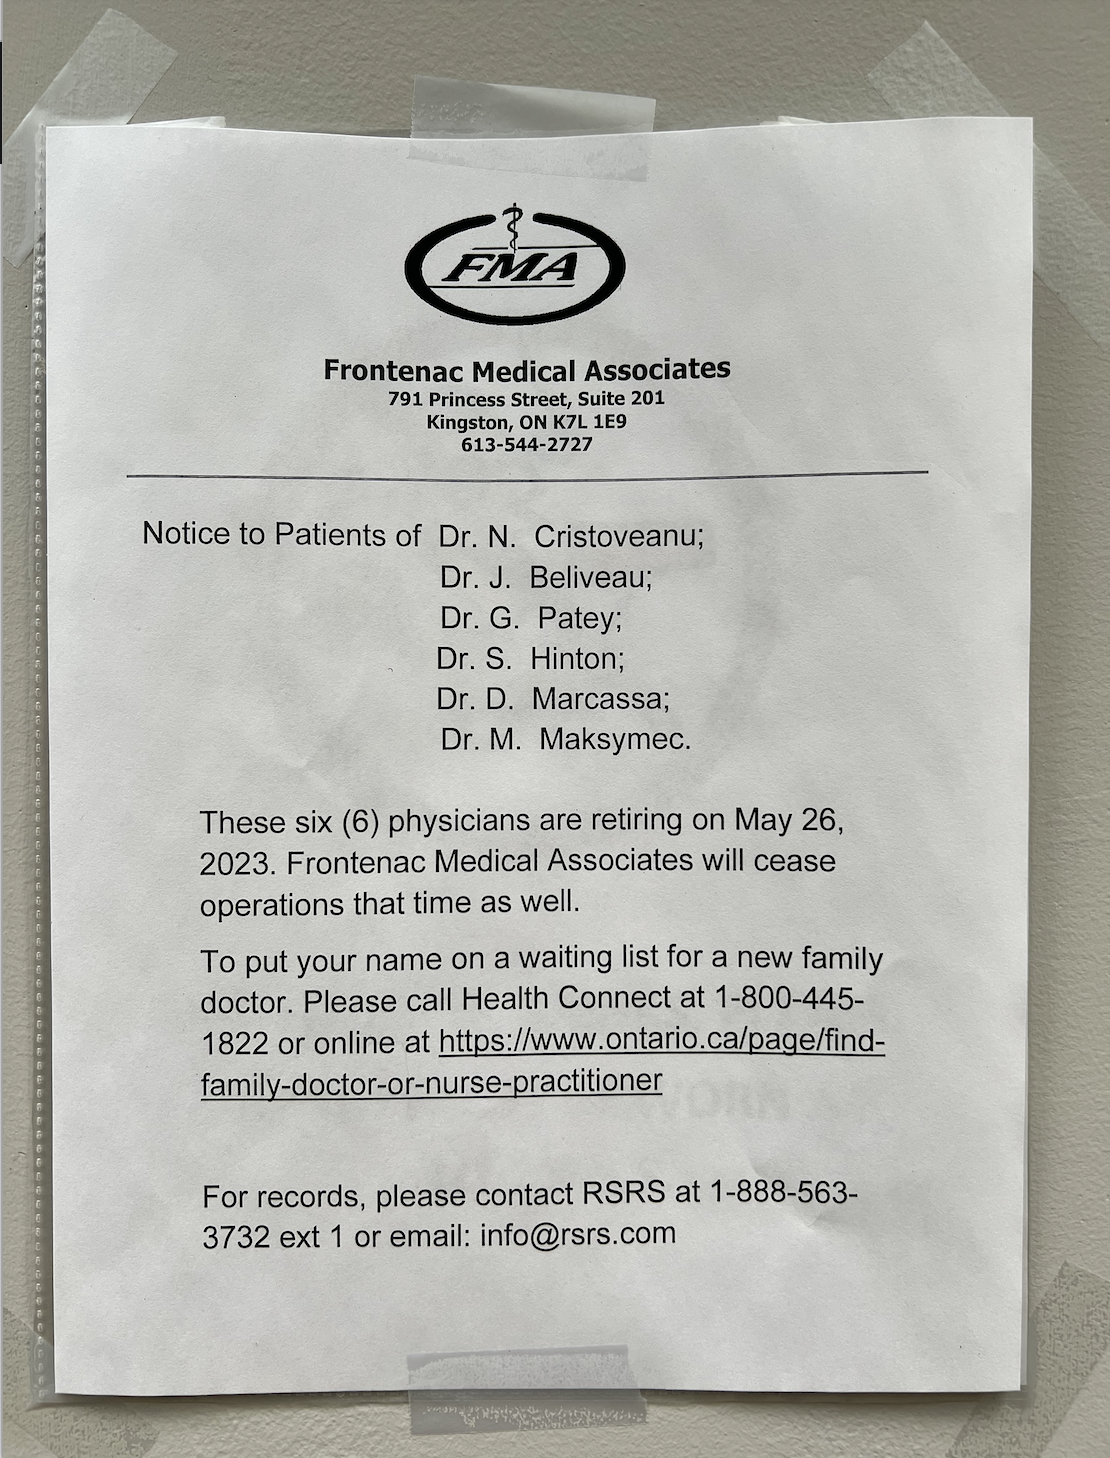 FMA
Frontenac Medical Associates
791 Princess Street, Suite 201
Kingston, ON K7L 1E9
613-544-2727
Notice to Patients of Dr. N. Cristoveanu;
Dr. J. Beliveau;
Dr. G. Patey;
Dr. S. Hinton;
Dr. D. Marcassa;
Dr. M. Maksymec.
These six (6) physicians are retiring on May 26,
2023. Frontenac Medical Associates will cease
operations that time as well.
To put your name on a waiting list for a new family
doctor. Please call Health Connect at 1-800-445-
1822 or online at https://www.ontario.ca/page/find-
family-doctor-or-nurse-practitioner
For records, please contact RSRS at 1-888-563-
3732 ext 1 or email: info@rsrs.com